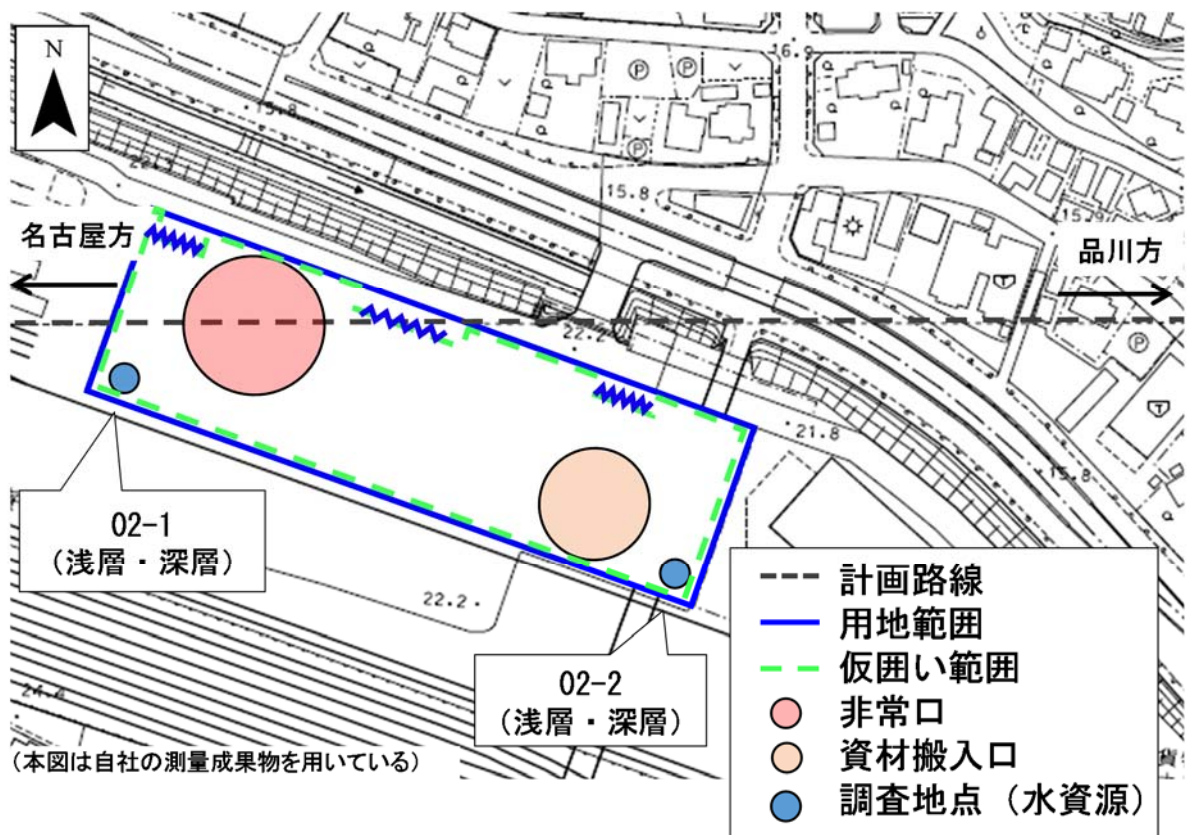 N
16.9
P
P
P
15.8
22.3
15.8
15.9
名古屋方
品川方
T
22.2
P
T
21.8
15.8
02-1
(浅層・深層)
22.2
02-2
(浅層・深層)
24.4
計画路線
用地範囲
仮囲い範囲
非常口
資材搬入口
調査地点(水資源)
(本図は自社の測量成果物を用いている)